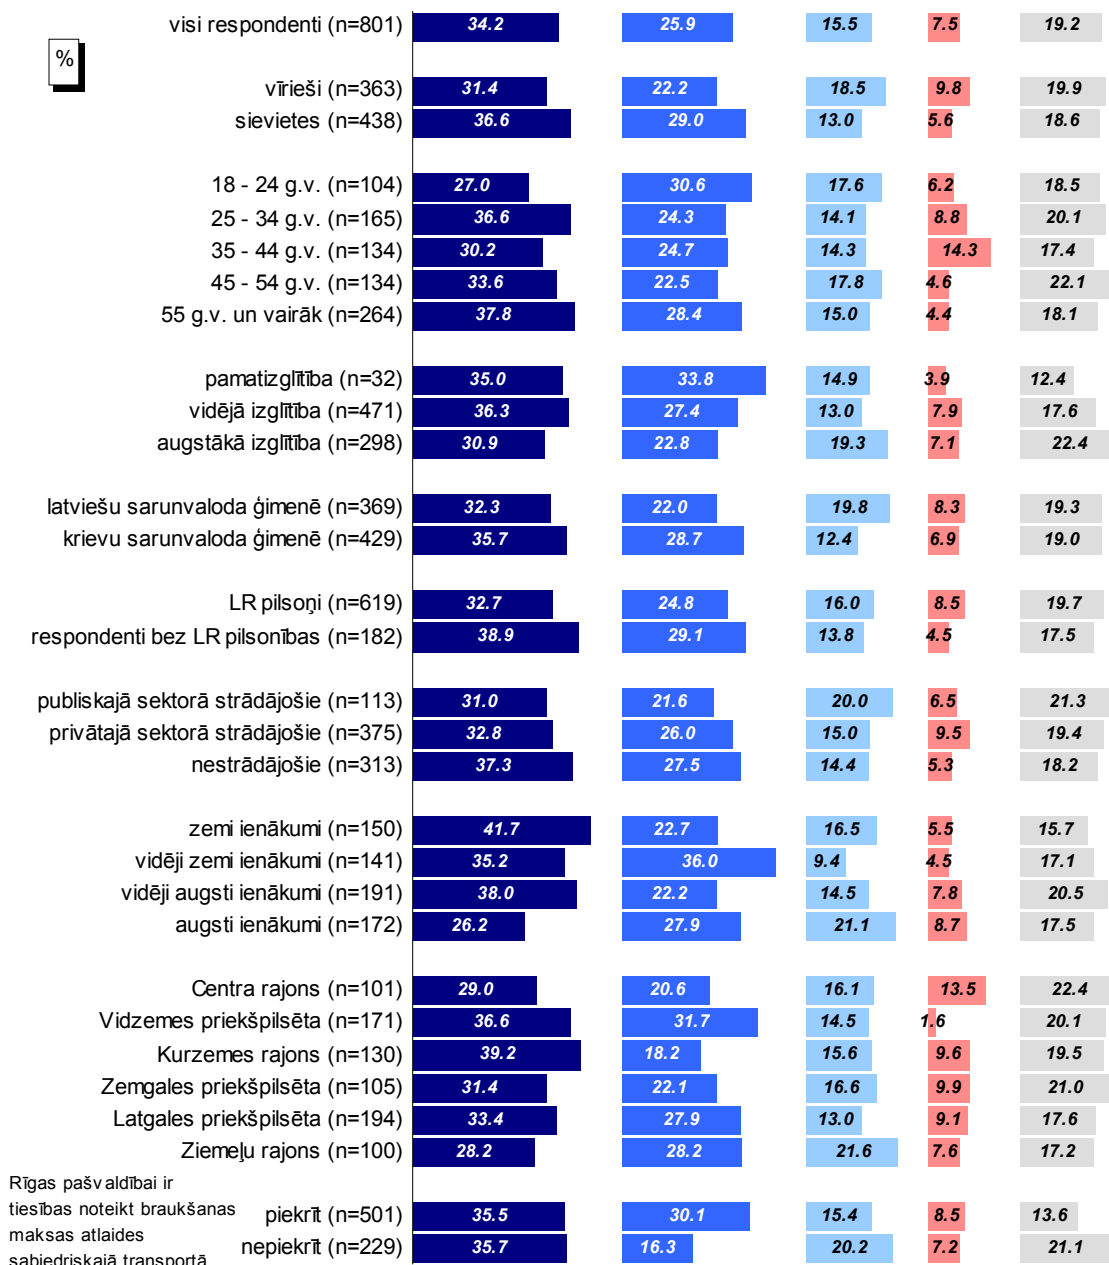 visi respondenti (n=801) 34.2 25.9 15.5 7.5 19.2
%
vīrieši (n=363) 31.4 22.2 18.5 9.8 19.9
sievietes (n=438) 36.6 29.0 13.0 5.6 18.6
18 - 24 g.v. (n=104) 27.0 30.6 17.6 6.2 18.5
25 - 34 g.v. (n=165) 36.6 24.3 14.1 8.8 20.1
35 - 44 g.v. (n=134) 30.2 24.7 14.3 14.3 17.4
45 - 54 g.v. (n=134) 33.6 22.5 17.8 4.6 22.1
55 g.v. un vairāk (n=264) 37.8 28.4 15.0 4.4 18.1
pamatizglītība (n=32) 35.0 33.8 14.9 3.9 12.4
vidējā izglītība (n=471) 36.3 27.4 13.0 7.9 17.6
augstākā izglītība (n=298) 30.9 22.8 19.3 7.1 22.4
latviešu sarunvaloda ģimenē (n=369) 32.3 22.0 19.8 8.3 19.3
krievu sarunvaloda ģimenē (n=429) 35.7 28.7 12.4 6.9 19.0
LR pilsoņi (n=619) 32.7 24.8 16.0 8.5 19.7
respondenti bez LR pilsonības (n=182) 38.9 29.1 13.8 4.5 17.5
publiskajā sektorā strādājošie (n=113) 31.0 21.6 20.0 6.5 21.3
privātajā sektorā strādājošie (n=375) 32.8 26.0 15.0 9.5 19.4
nestrādājošie (n=313) 37.3 27.5 14.4 5.3 18.2
zemi ienākumi (n=150) 41.7 22.7 16.5 5.5 15.7
vidēji zemi ienākumi (n=141) 35.2 36.0 9.4 4.5 17.1
vidēji augsti ienākumi (n=191) 38.0 22.2 14.5 7.8 20.5
augsti ienākumi (n=172) 26.2 27.9 21.1 8.7 17.5
Centra rajons (n=101) 29.0 20.6 16.1 13.5 22.4
Vidzemes priekšpilsēta (n=171) 36.6 31.7 14.5 1.6 20.1
Kurzemes rajons (n=130) 39.2 18.2 15.6 9.6 19.5
Zemgales priekšpilsēta (n=105) 31.4 22.1 16.6 9.9 21.0
Latgales priekšpilsēta (n=194) 33.4 27.9 13.0 9.1 17.6
Ziemeļu rajons (n=100) 28.2 28.2 21.6 7.6 17.2
Rīgas pašvaldībai ir
tiesības noteikt braukšanas
maksas atlaides
sabiedriskajā transportā
piekrīt (n=501) 35.5 30.1 15.4 8.5 13.6
nepiekrīt (n=229) 35.7 16.3 20.2 7.2 21.1